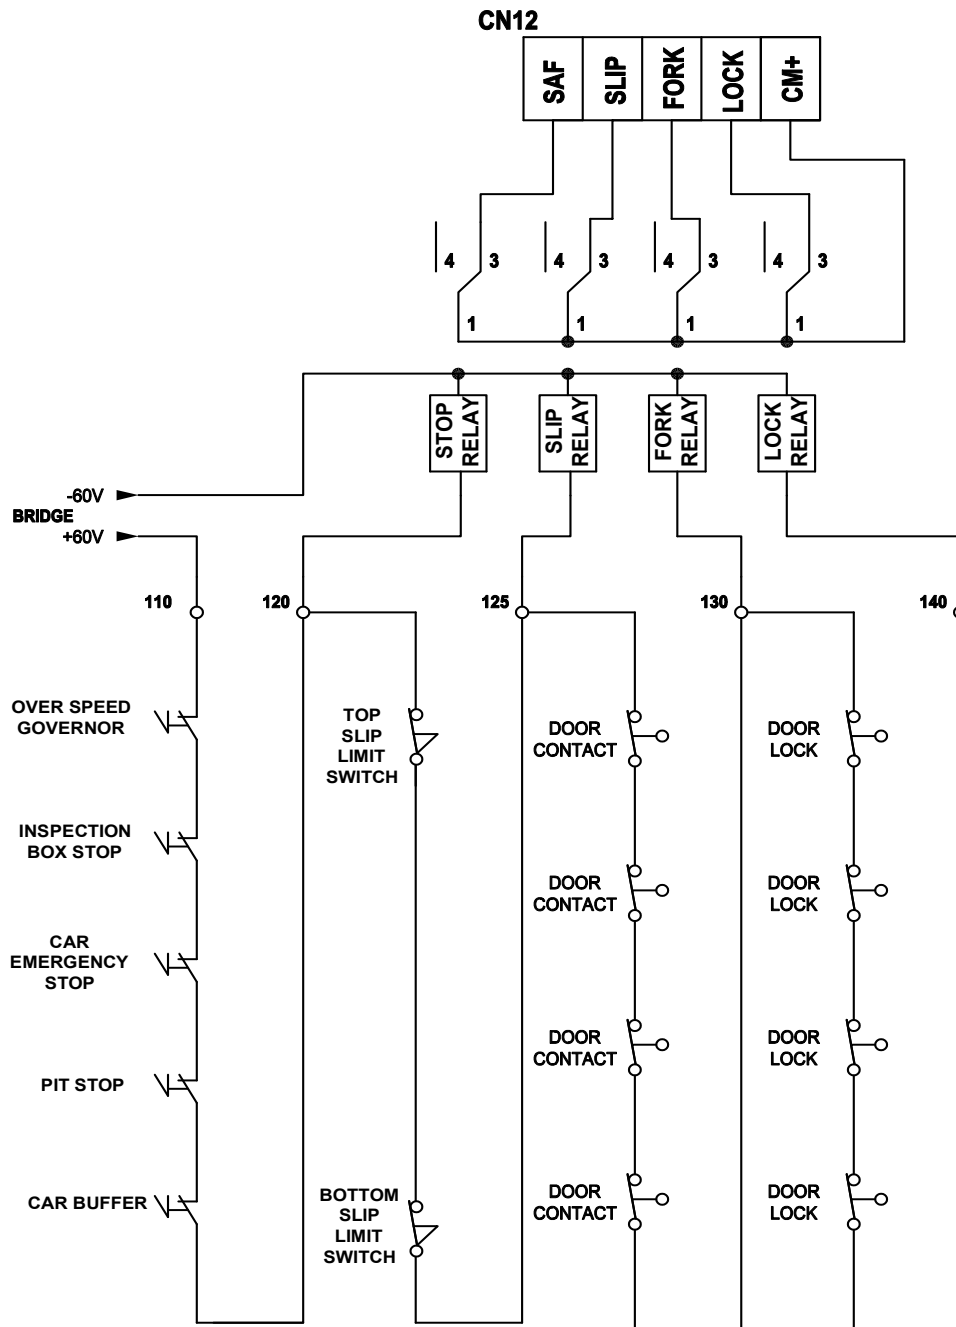 CN12
SAF
SLIP
FORK
LOCK
CM+
4 3
4 3
4 3
4 3
1
1
1
1
STOP
RELAY
SLIP
RELAY
FORK
RELAY
LOCK
RELAY
-60V
BRIDGE
+60V
110
120
125
130
140
OVER SPEED
GOVERNOR
TOP
SLIP
LIMIT
SWITCH
DOOR
CONTACT
DOOR
LOCK
INSPECTION
BOX STOP
DOOR
CONTACT
DOOR
LOCK
CAR
EMERGENCY
STOP
DOOR
CONTACT
DOOR
LOCK
PIT STOP
CAR BUFFER
BOTTOM
SLIP
LIMIT
SWITCH
DOOR
CONTACT
DOOR
LOCK